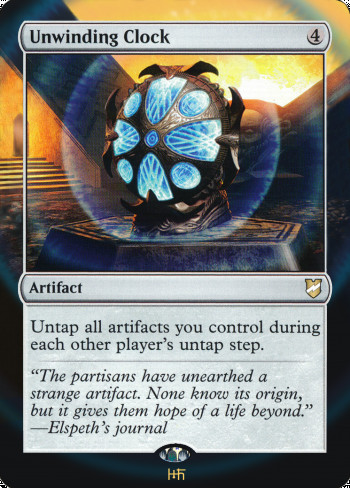 Unwinding Clock 4
Artifact
Untap all artifacts you control during
each other player's untap step.
“The partisans have unearthed a
strange artifact. None know its origin,
but it gives them hope of a life beyond.”
—Elspeth's journal